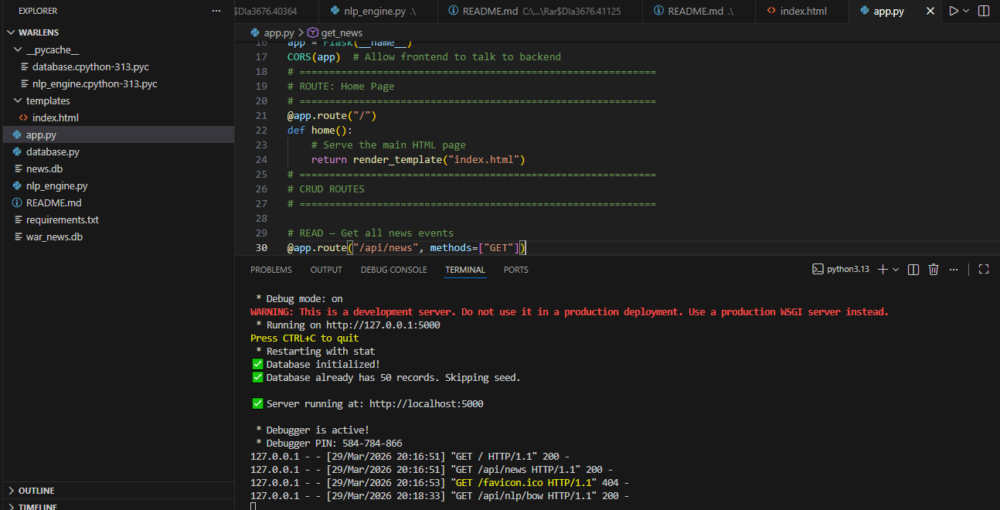 EXPLORER
···
WARLENS
__pycache__
database.cpython-313.pyc
nlp_engine.cpython-313.pyc
templates
<> index.html
app.py
database.py
news.db
nlp_engine.py
README.md
requirements.txt
war_news.db
OUTLINE
TIMELINE
$DIa3676.40364
nlp_engine.py .\
README.md C:\...\Rar$DIa3676.41125
README.md .\
<> index.html
app.py
app.py > get_news
16 app = Flask(__name__)
17 CORS(app)  # Allow frontend to talk to backend
18 # ============================================================
19 # ROUTE: Home Page
20 # ============================================================
21 @app.route("/")
22 def home():
23     # Serve the main HTML page
24     return render_template("index.html")
25 # ============================================================
26 # CRUD ROUTES
27 # ============================================================
28
29 # READ — Get all news events
30 @app.route("/api/news", methods=["GET"])
PROBLEMS OUTPUT DEBUG CONSOLE TERMINAL PORTS
python3.13
 * Debug mode: on
WARNING: This is a development server. Do not use it in a production deployment. Use a production WSGI server instead.
 * Running on http://127.0.0.1:5000
Press CTRL+C to quit
 * Restarting with stat
✅ Database initialized!
✅ Database already has 50 records. Skipping seed.
✅ Server running at: http://localhost:5000
 * Debugger is active!
 * Debugger PIN: 584-784-866
127.0.0.1 - - [29/Mar/2026 20:16:51] "GET / HTTP/1.1" 200 -
127.0.0.1 - - [29/Mar/2026 20:16:51] "GET /api/news HTTP/1.1" 200 -
127.0.0.1 - - [29/Mar/2026 20:16:53] "GET /favicon.ico HTTP/1.1" 404 -
127.0.0.1 - - [29/Mar/2026 20:18:33] "GET /api/nlp/bow HTTP/1.1" 200 -